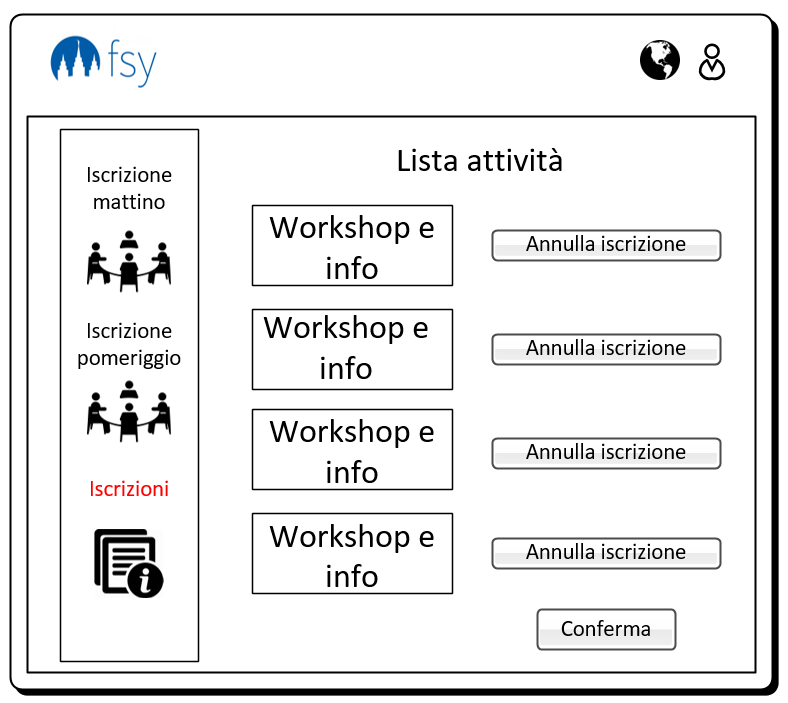 fsy
Iscrizione
mattino
Iscrizione
pomeriggio
Iscrizioni
i
Lista attività
Workshop e
info
Annulla iscrizione
Workshop e
info
Annulla iscrizione
Workshop e
info
Annulla iscrizione
Workshop e
info
Annulla iscrizione
Conferma